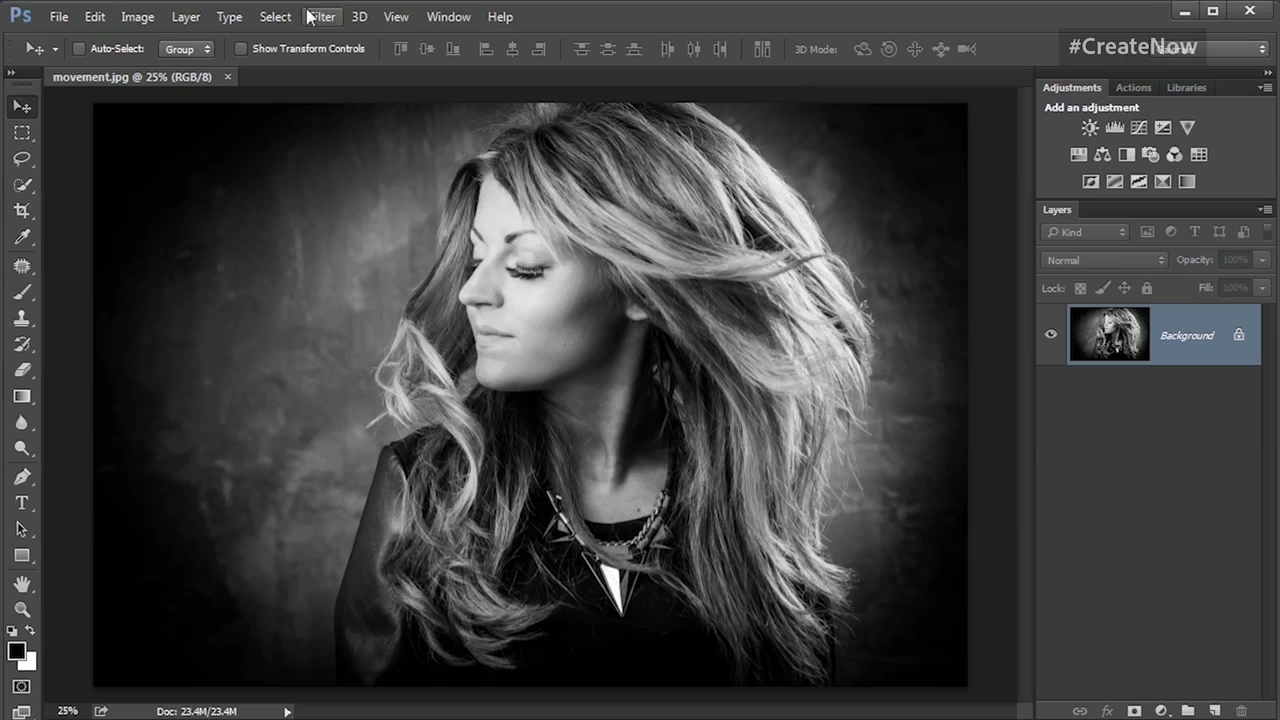 Ps File Edit Image Layer Type Select Filter 3D View Window Help
Auto-Select: Group Show Transform Controls 3D Mode: #CreateNow
movement.jpg @ 25% (RGB/8) ×
Adjustments Actions Libraries
Add an adjustment
Layers
Kind
Normal Opacity: 100%
Lock: Fill: 100%
Background
T
25% Doc: 23.4M/23.4M
fx